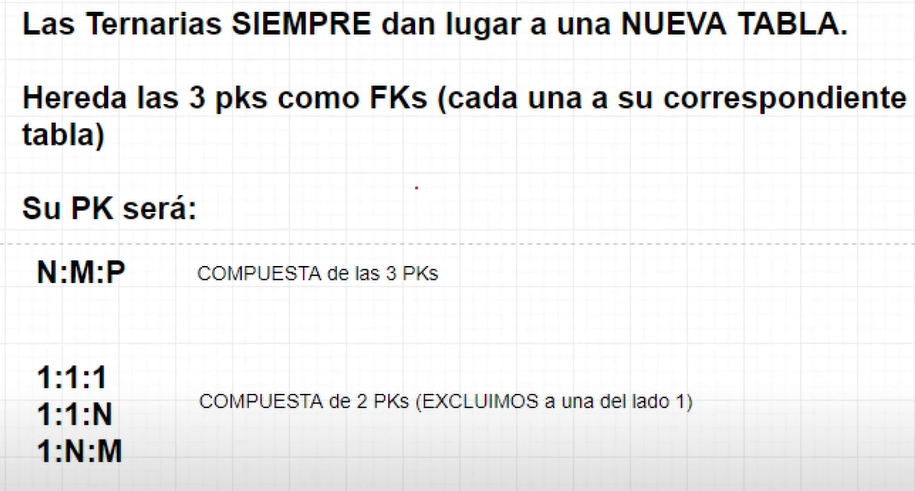 Las Ternarias SIEMPRE dan lugar a una NUEVA TABLA.
Hereda las 3 pks como FKs (cada una a su correspondiente
tabla)
Su PK será:
N:M:P COMPUESTA de las 3 PKs
1:1:1
1:1:N COMPUESTA de 2 PKs (EXCLUIMOS a una del lado 1)
1:N:M